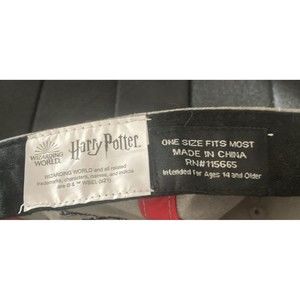 WIZARDING
WORLD
Harry Potter
WIZARDING WORLD and all related
trademarks, characters, names, and indicia
are © & ™ WBEI. (s21)
ONE SIZE FITS MOST
MADE IN CHINA
RN#115665
Intended for Ages 14 and Older